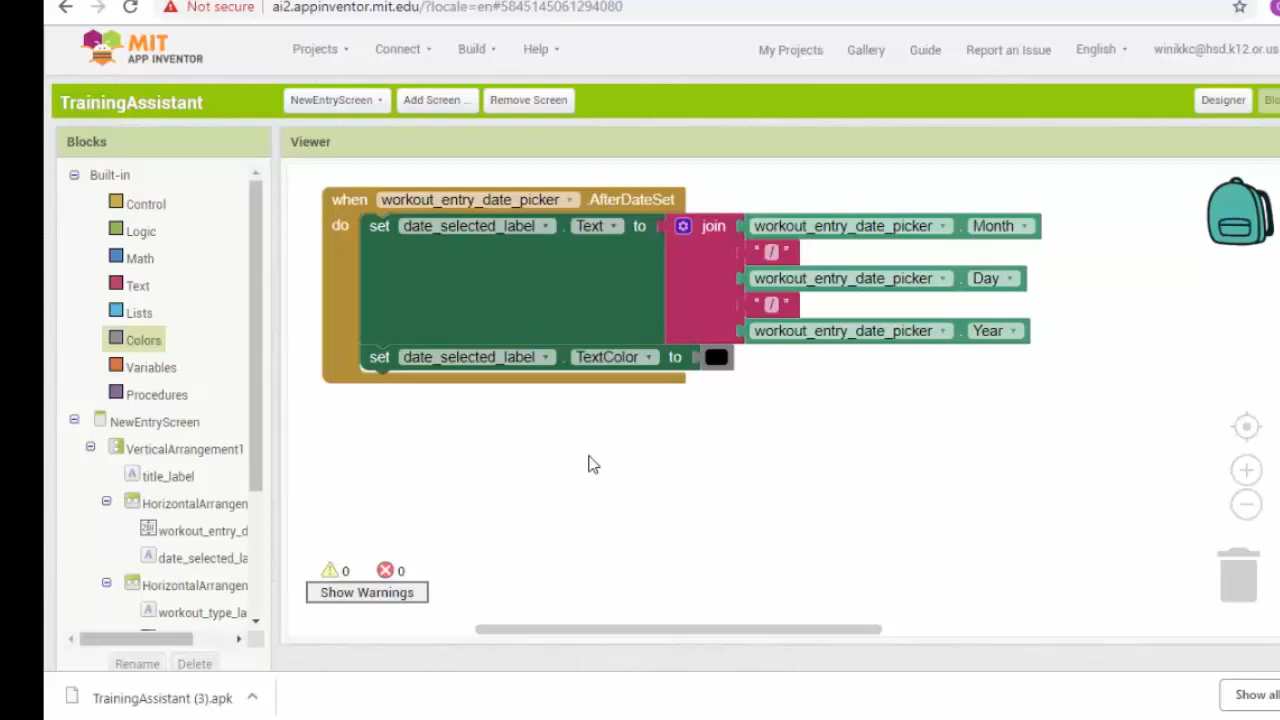 Not secure | ai2.appinventor.mit.edu/?locale=en#5845145061294080
MIT
APP INVENTOR
Projects Connect Build Help My Projects Gallery Guide Report an Issue English winikkc@hsd.k12.or.us
TrainingAssistant NewEntryScreen Add Screen ... Remove Screen Designer
Blocks Viewer
Built-in
Control
Logic
Math
Text
Lists
Colors
Variables
Procedures
NewEntryScreen
VerticalArrangement1
title_label
HorizontalArrangen
workout_entry_d
date_selected_la
HorizontalArrangen
workout_type_la
Rename Delete
when workout_entry_date_picker .AfterDateSet
do set date_selected_label . Text to join workout_entry_date_picker . Month
" / "
workout_entry_date_picker . Day
" / "
workout_entry_date_picker . Year
set date_selected_label . TextColor to
0 0
Show Warnings
TrainingAssistant (3).apk Show all